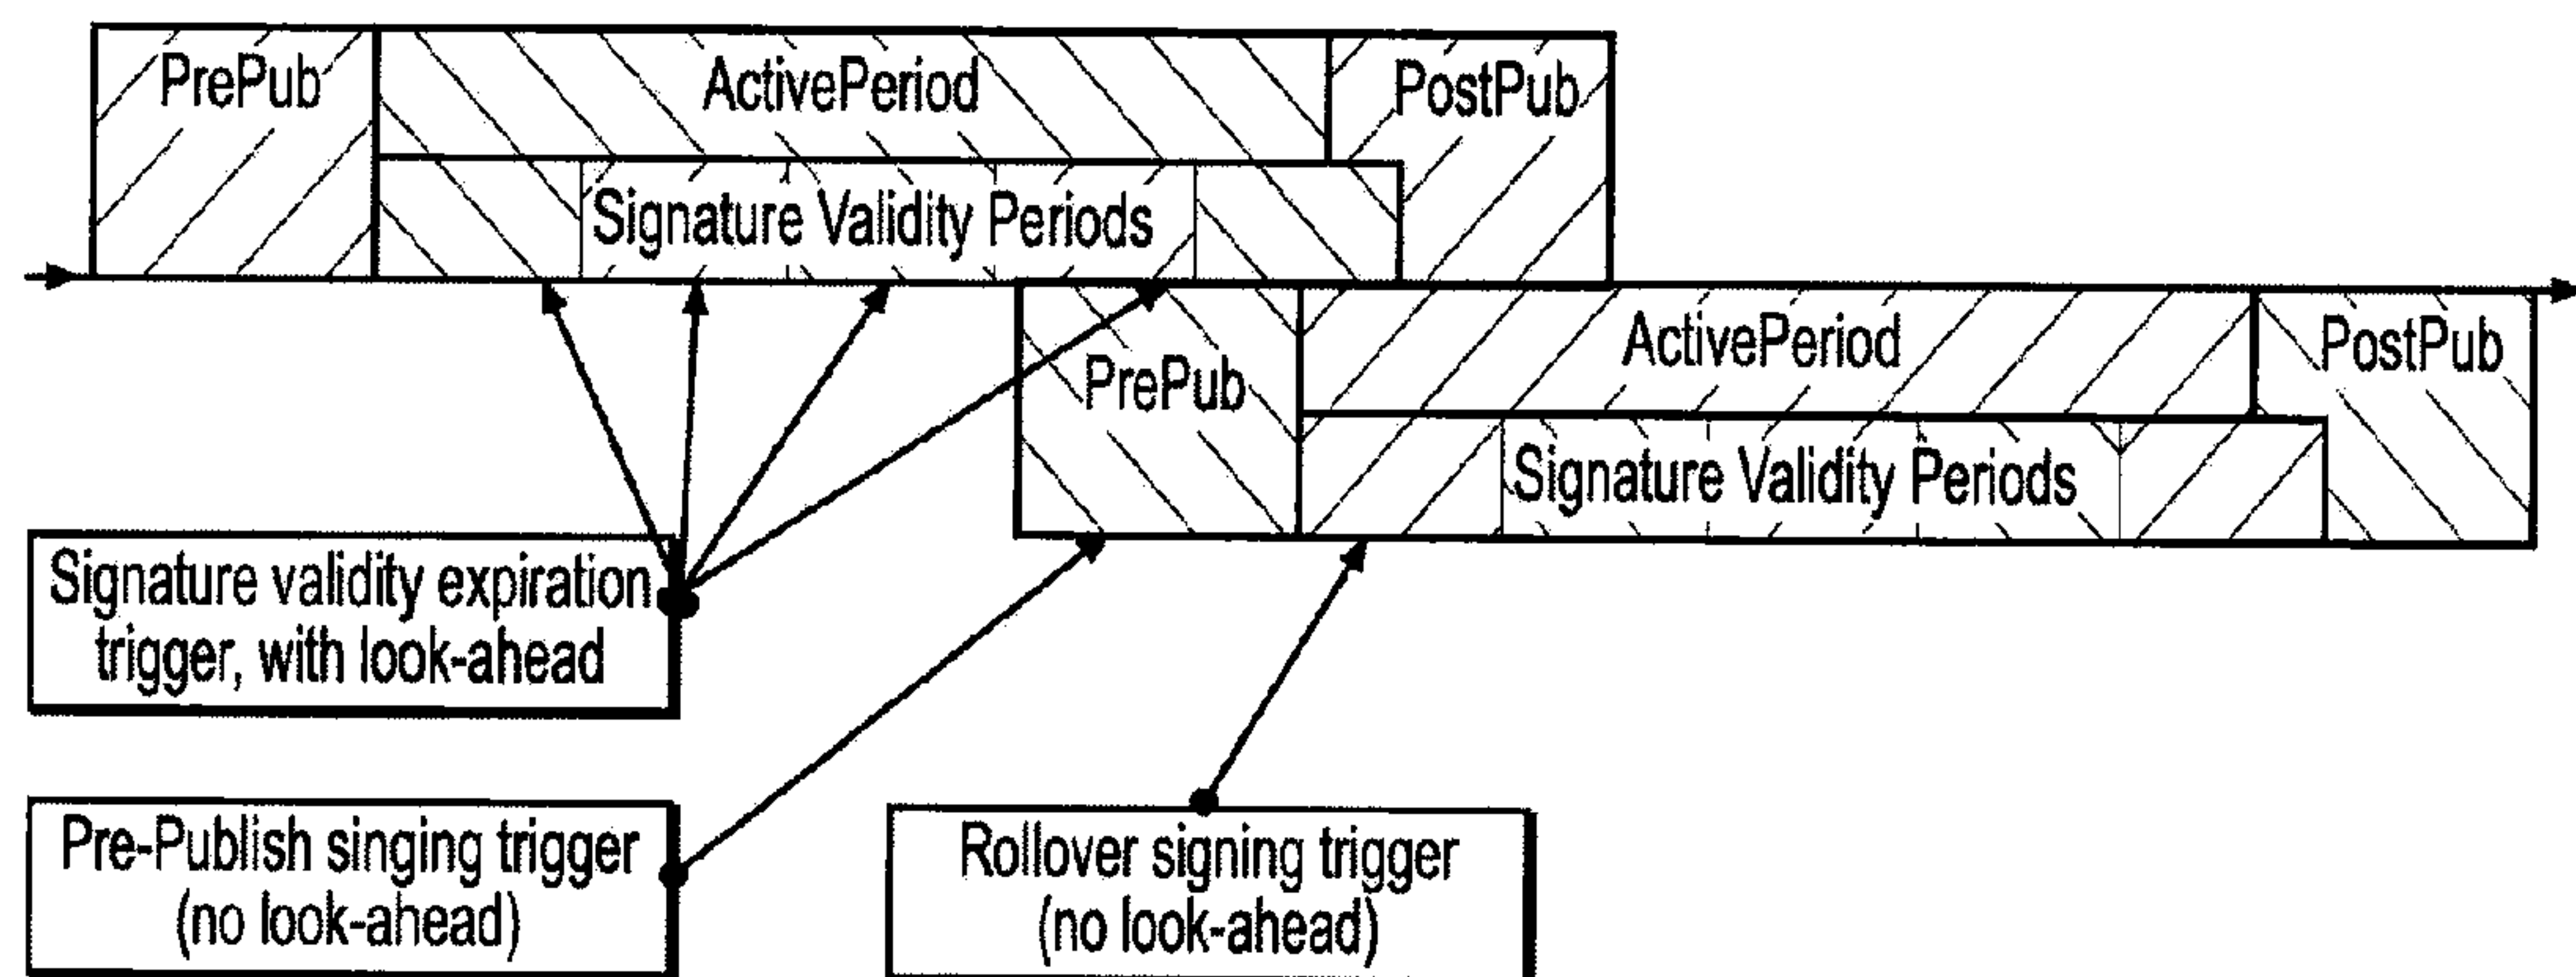 PrePub
ActivePeriod
PostPub
Signature Validity Periods
PrePub
ActivePeriod
PostPub
Signature Validity Periods
Signature validity expiration
trigger, with look-ahead
Pre-Publish singing trigger
(no look-ahead)
Rollover signing trigger
(no look-ahead)